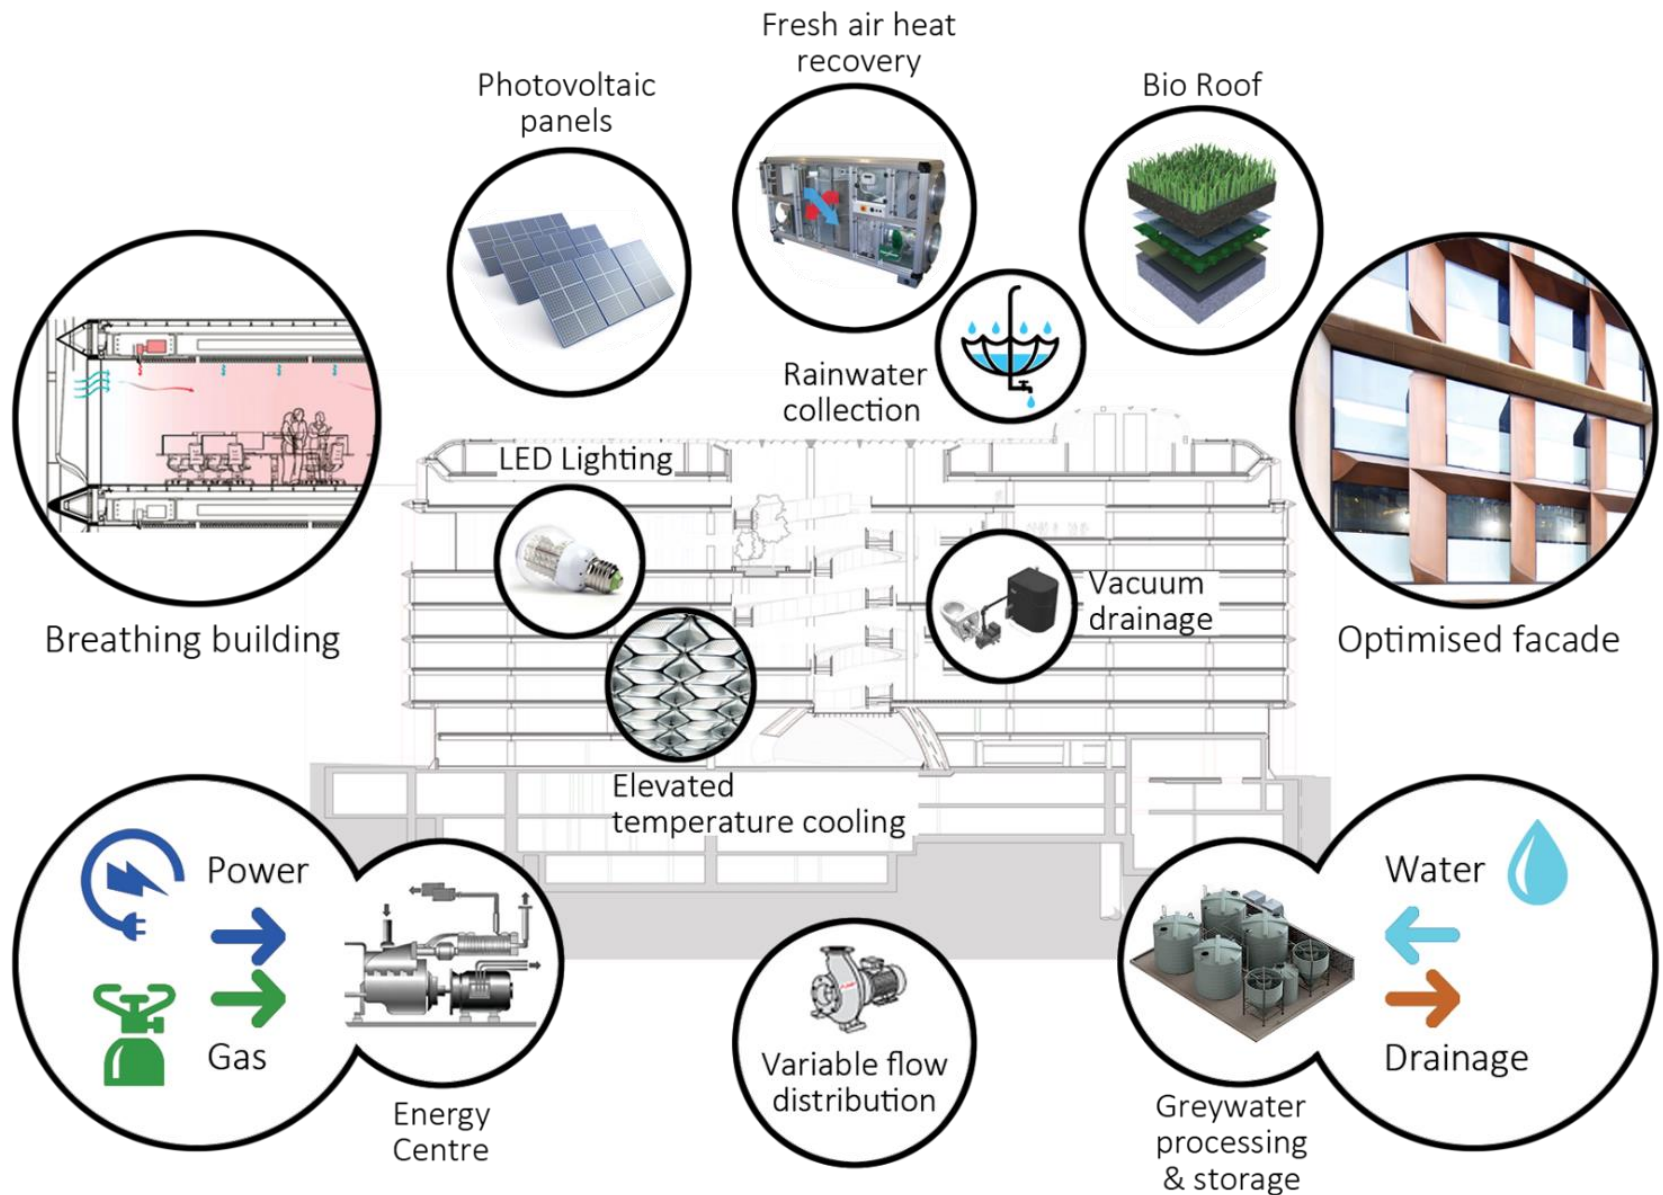 Fresh air heat
recovery
Photovoltaic
panels
Bio Roof
Rainwater
collection
LED Lighting
Breathing building
Vacuum
drainage
Optimised facade
Elevated
temperature cooling
Power
Gas
Energy
Centre
Variable flow
distribution
Water
Drainage
Greywater
processing
& storage